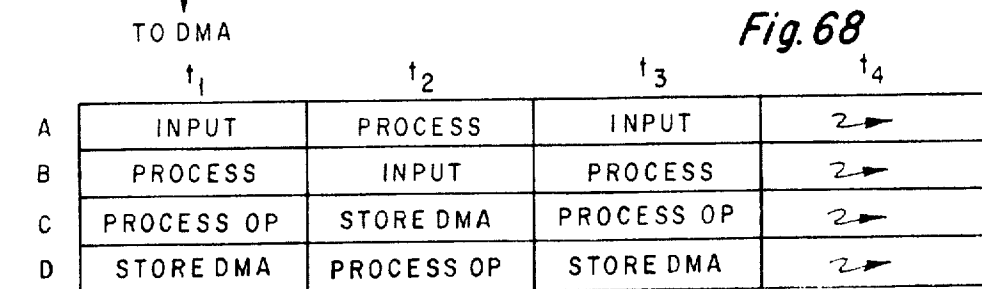 TO DMA
Fig. 68
t1 t2 t3 t4
A INPUT PROCESS INPUT
B PROCESS INPUT PROCESS
C PROCESS OP STORE DMA PROCESS OP
D STORE DMA PROCESS OP STORE DMA